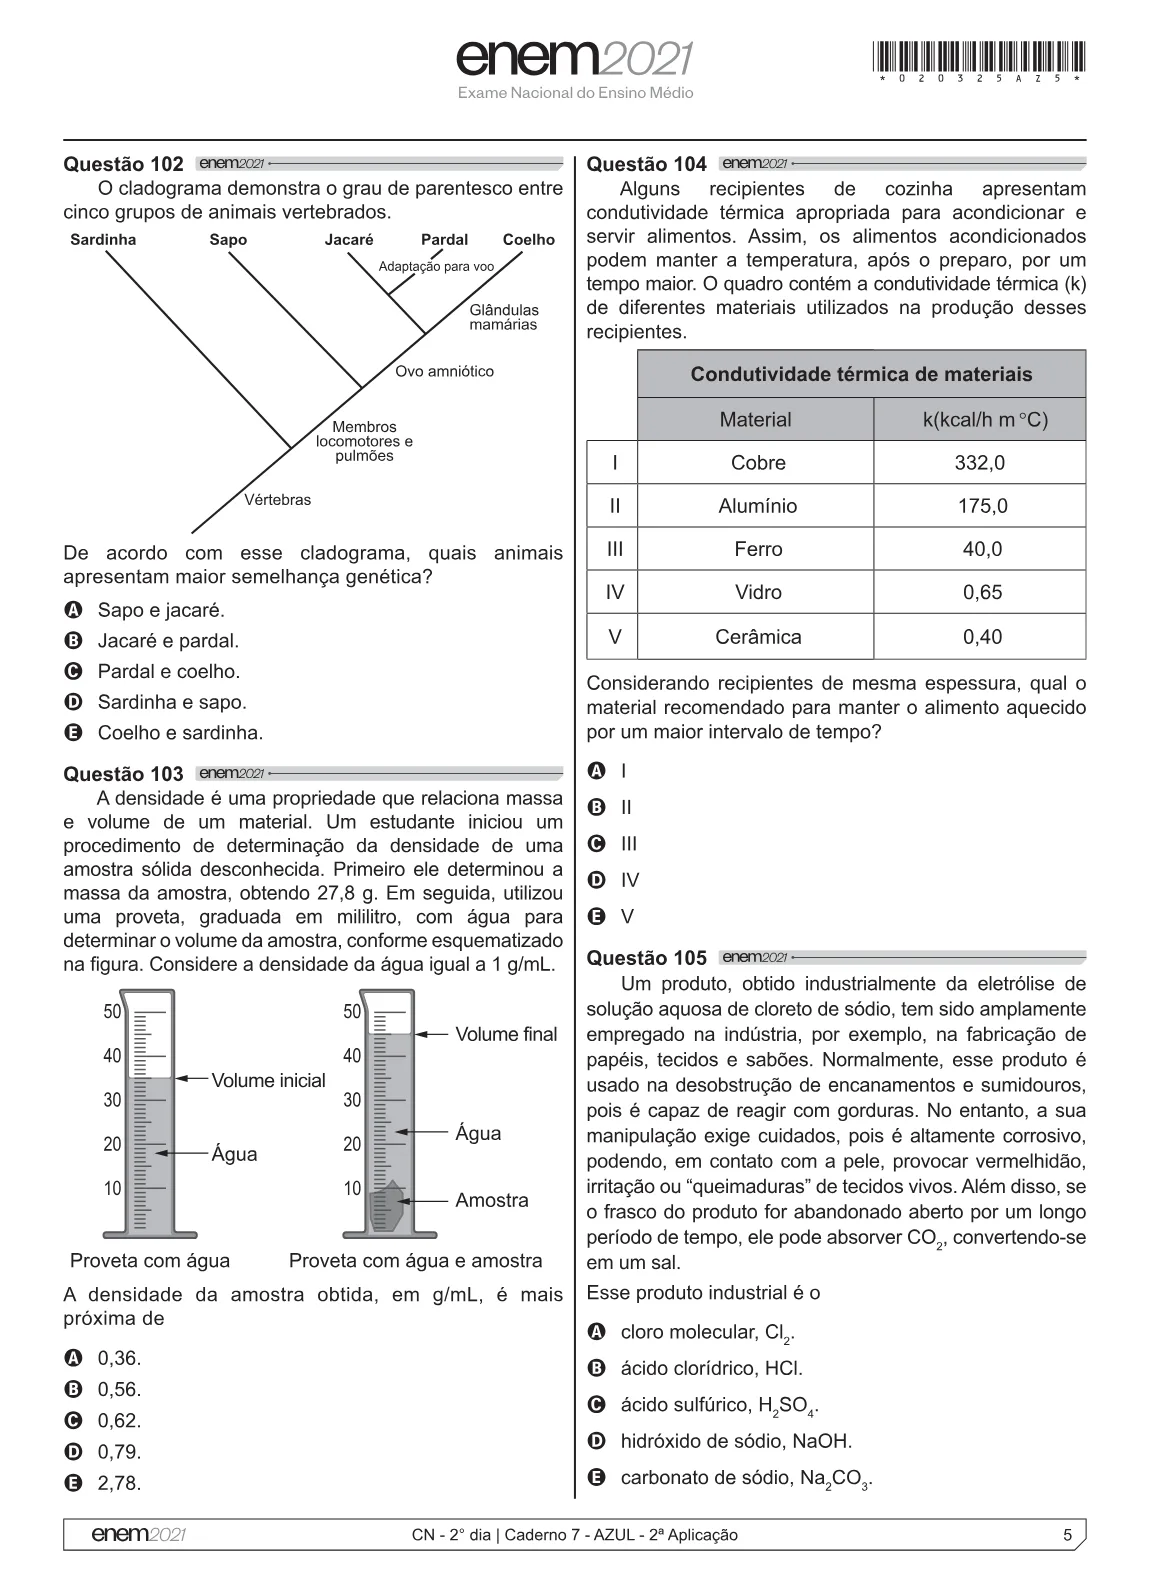 enem2021
Exame Nacional do Ensino Médio
*020325AZ5*
Questão 102 enem2021
O cladograma demonstra o grau de parentesco entre
cinco grupos de animais vertebrados.
Sardinha Sapo Jacaré Pardal Coelho
Adaptação para voo
Glândulas
mamárias
Ovo amniótico
Membros
locomotores e
pulmões
Vértebras
De acordo com esse cladograma, quais animais
apresentam maior semelhança genética?
A Sapo e jacaré.
B Jacaré e pardal.
C Pardal e coelho.
D Sardinha e sapo.
E Coelho e sardinha.
Questão 103 enem2021
A densidade é uma propriedade que relaciona massa
e volume de um material. Um estudante iniciou um
procedimento de determinação da densidade de uma
amostra sólida desconhecida. Primeiro ele determinou a
massa da amostra, obtendo 27,8 g. Em seguida, utilizou
uma proveta, graduada em mililitro, com água para
determinar o volume da amostra, conforme esquematizado
na figura. Considere a densidade da água igual a 1 g/mL.
50
40
30
20
10
Volume inicial
Água
Proveta com água
50
40
30
20
10
Volume final
Água
Amostra
Proveta com água e amostra
A densidade da amostra obtida, em g/mL, é mais
próxima de
A 0,36.
B 0,56.
C 0,62.
D 0,79.
E 2,78.
Questão 104 enem2021
Alguns recipientes de cozinha apresentam
condutividade térmica apropriada para acondicionar e
servir alimentos. Assim, os alimentos acondicionados
podem manter a temperatura, após o preparo, por um
tempo maior. O quadro contém a condutividade térmica (k)
de diferentes materiais utilizados na produção desses
recipientes.
Condutividade térmica de materiais
Material k(kcal/h m °C)
I Cobre 332,0
II Alumínio 175,0
III Ferro 40,0
IV Vidro 0,65
V Cerâmica 0,40
Considerando recipientes de mesma espessura, qual o
material recomendado para manter o alimento aquecido
por um maior intervalo de tempo?
A I
B II
C III
D IV
E V
Questão 105 enem2021
Um produto, obtido industrialmente da eletrólise de
solução aquosa de cloreto de sódio, tem sido amplamente
empregado na indústria, por exemplo, na fabricação de
papéis, tecidos e sabões. Normalmente, esse produto é
usado na desobstrução de encanamentos e sumidouros,
pois é capaz de reagir com gorduras. No entanto, a sua
manipulação exige cuidados, pois é altamente corrosivo,
podendo, em contato com a pele, provocar vermelhidão,
irritação ou “queimaduras” de tecidos vivos. Além disso, se
o frasco do produto for abandonado aberto por um longo
período de tempo, ele pode absorver CO₂, convertendo-se
em um sal.
Esse produto industrial é o
A cloro molecular, Cl₂.
B ácido clorídrico, HCl.
C ácido sulfúrico, H₂SO₄.
D hidróxido de sódio, NaOH.
E carbonato de sódio, Na₂CO₃.
enem2021 CN - 2° dia | Caderno 7 - AZUL - 2ª Aplicação 5